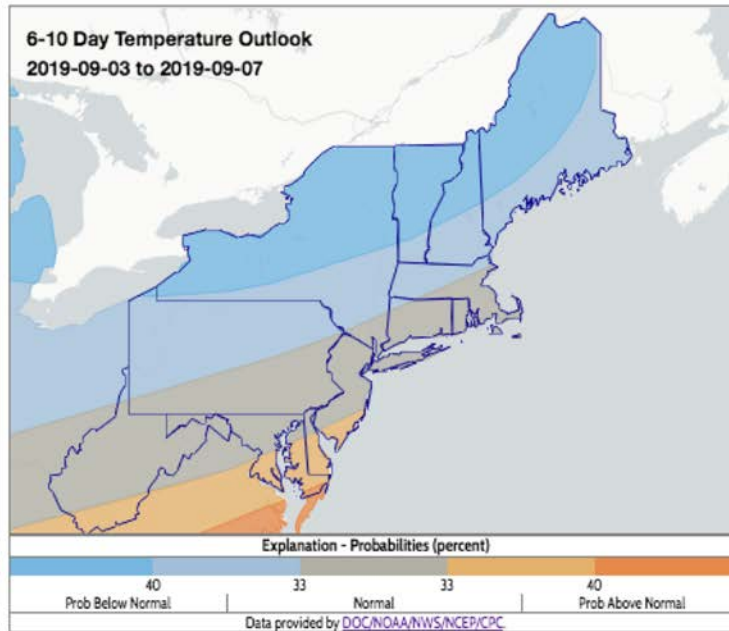 6-10 Day Temperature Outlook
2019-09-03 to 2019-09-07
Explanation - Probabilities (percent)
40 33 33 40
Prob Below Normal Normal Prob Above Normal
Data provided by DOC/NOAA/NWS/NCEP/CPC.